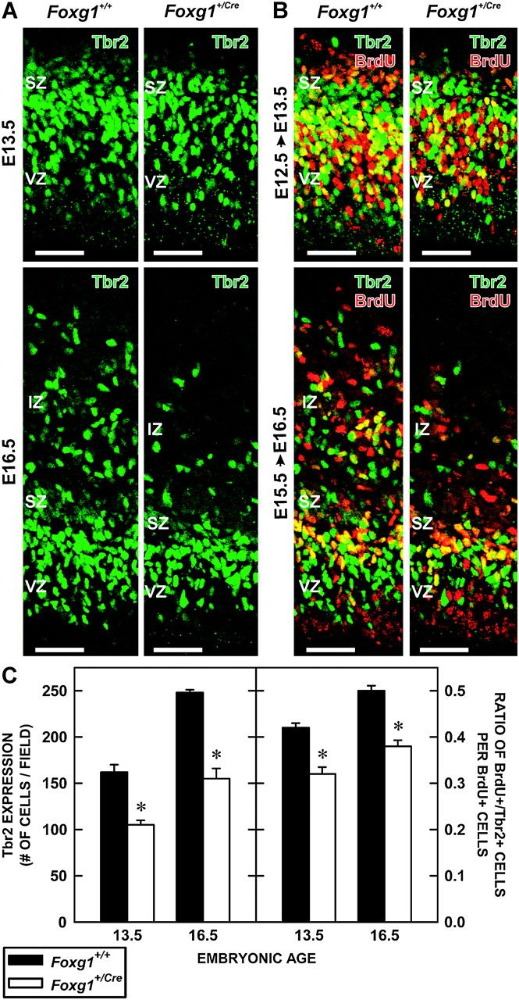 A Foxg1+/+ Foxg1+/Cre B Foxg1+/+ Foxg1+/Cre
Tbr2
SZ
VZ
Tbr2
SZ
VZ
E13.5
Tbr2
BrdU
SZ
VZ
Tbr2
BrdU
SZ
VZ
E12.5 ➤ E13.5
Tbr2
IZ
SZ
VZ
Tbr2
IZ
SZ
VZ
E16.5
Tbr2
BrdU
IZ
SZ
VZ
Tbr2
BrdU
IZ
SZ
VZ
E15.5 ➤ E16.5
C
Tbr2 EXPRESSION
(# OF CELLS / FIELD)
250
200
150
100
50
0
* * * *
0.5
0.4
0.3
0.2
0.1
0.0
RATIO OF BrdU+/Tbr2+ CELLS
PER BrdU+ CELLS
13.5 16.5 13.5 16.5
EMBRYONIC AGE
Foxg1+/+
Foxg1+/Cre